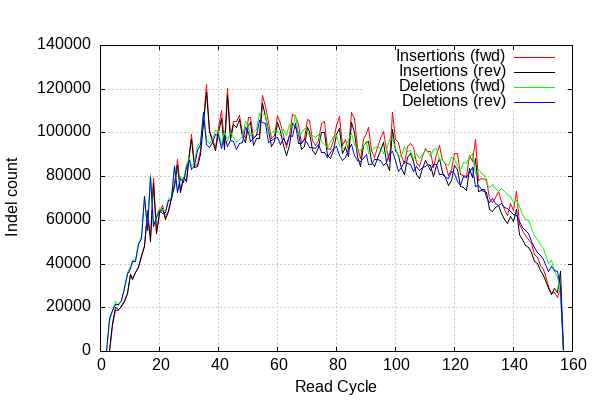 140000
120000
100000
80000
60000
40000
20000
0
Indel count
Insertions (fwd)
Insertions (rev)
Deletions (fwd)
Deletions (rev)
0 20 40 60 80 100 120 140 160
Read Cycle